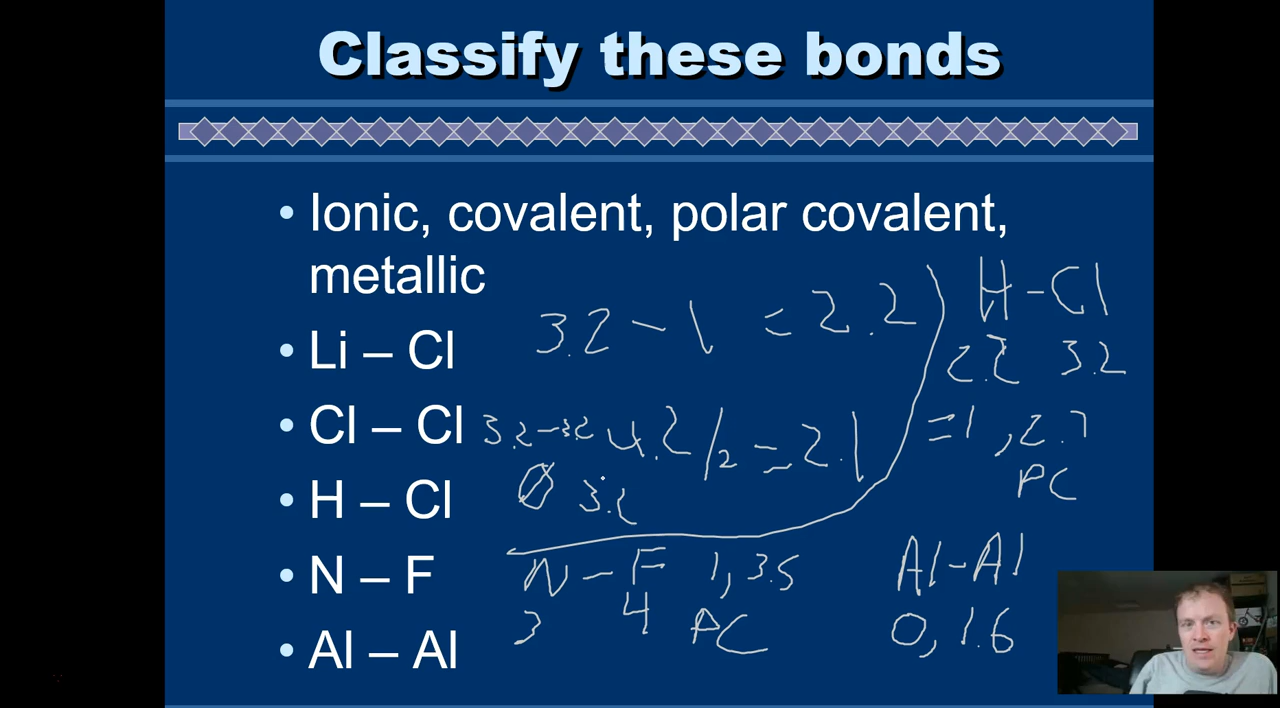 Classify these bonds
• Ionic, covalent, polar covalent,
metallic
• Li – Cl
3.2 – 1 = 2.2
4.2/2 = 2.1
• Cl – Cl
3.2 – 3.2
Ø 3.2
• H – Cl
H – Cl
2.2 3.2
= 1, 2.7
PC
• N – F
N – F 1, 3.5
3 4 PC
• Al – Al
Al – Al
0, 1.6